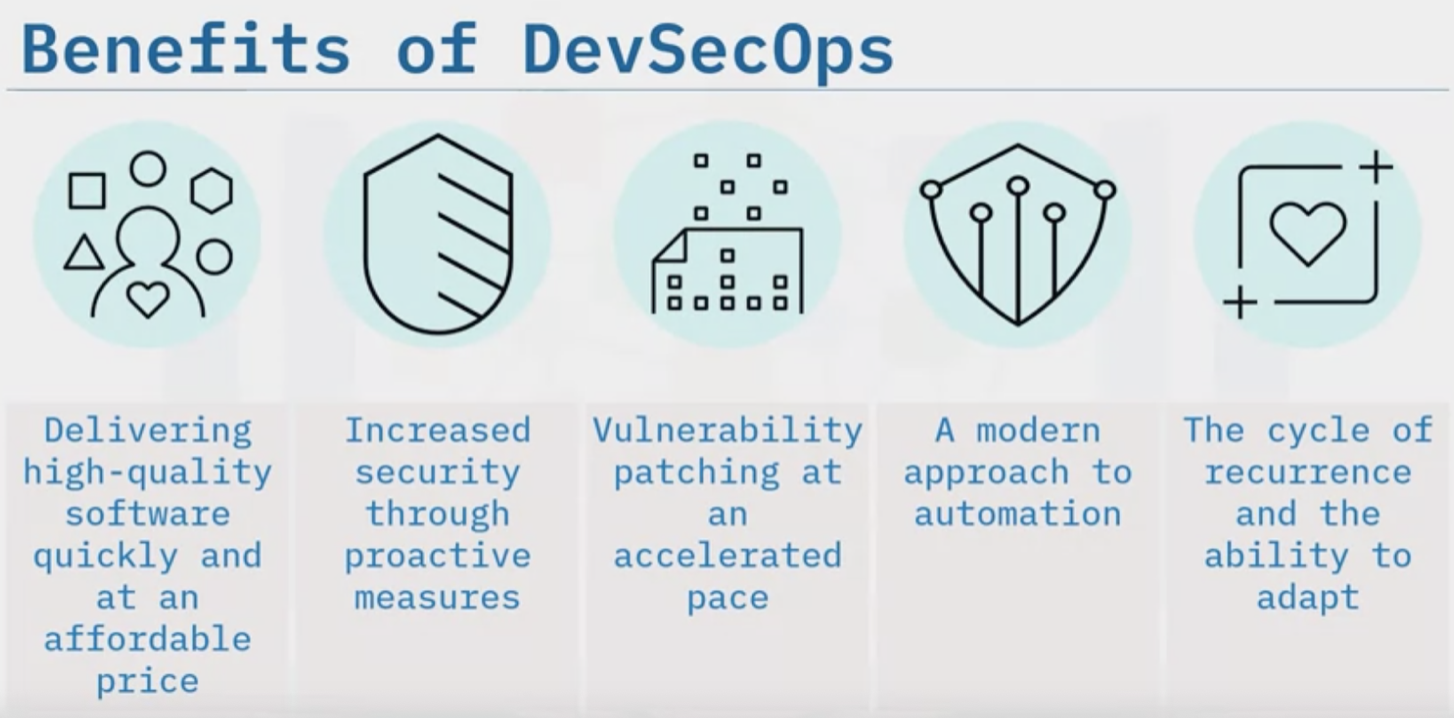 Benefits of DevSecOps
Delivering
high-quality
software
quickly and
at an
affordable
price
Increased
security
through
proactive
measures
Vulnerability
patching at
an
accelerated
pace
A modern
approach to
automation
The cycle of
recurrence
and the
ability to
adapt